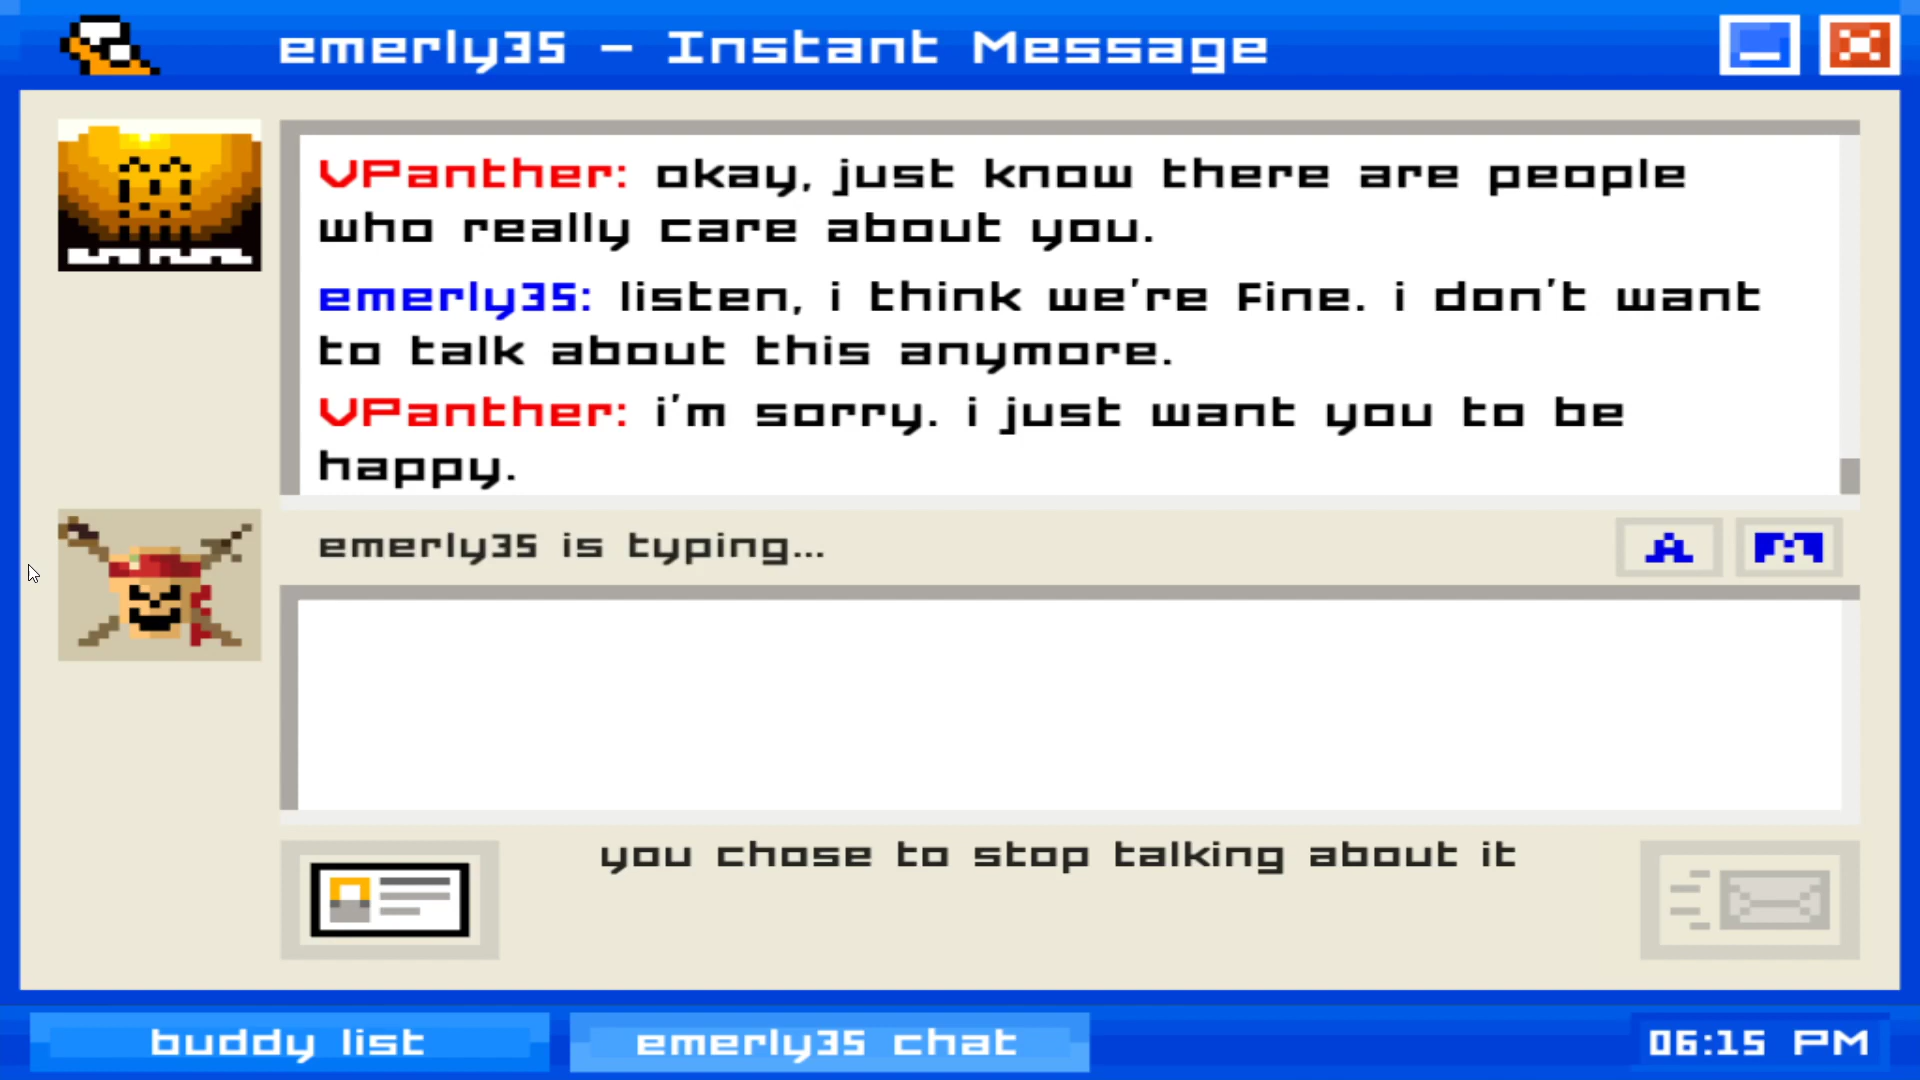 emerly35 - Instant Message
VPanther: okay, just know there are people
who really care about you.
emerly35: listen, i think we're fine. i don't want
to talk about this anymore.
VPanther: i'm sorry. i just want you to be
happy.
emerly35 is typing...
A
you chose to stop talking about it
buddy list
emerly35 chat
06:15 PM